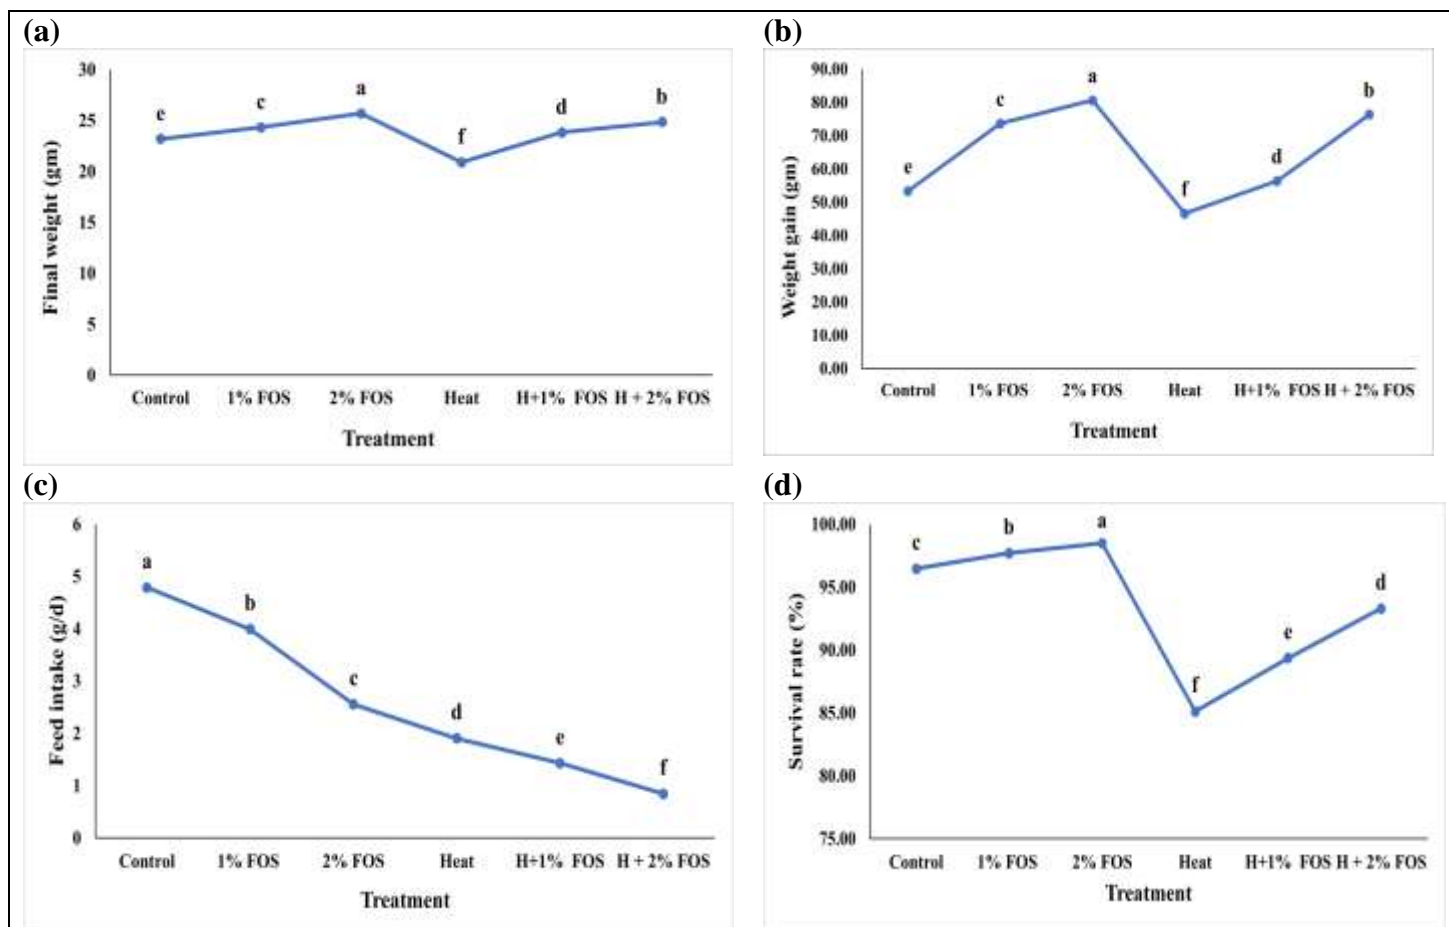 (a)
30
25
20
15
10
5
0
Final weight (gm)
e
c
a
f
d
b
Control 1% FOS 2% FOS Heat H+1% FOS H + 2% FOS
Treatment
(b)
90.00
80.00
70.00
60.00
50.00
40.00
30.00
20.00
10.00
0.00
Weight gain (gm)
e
c
a
f
d
b
Control 1% FOS 2% FOS Heat H+1% FOS H + 2% FOS
Treatment
(c)
6
5
4
3
2
1
0
Feed intake (g/d)
a
b
c
d
e
f
Control 1% FOS 2% FOS Heat H+1% FOS H + 2% FOS
Treatment
(d)
100.00
95.00
90.00
85.00
80.00
75.00
Survival rate (%)
c
b
a
f
e
d
Control 1% FOS 2% FOS Heat H+1% FOS H + 2% FOS
Treatment